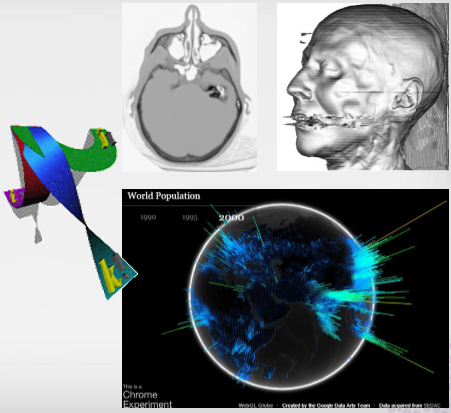 World Population
1990 1995 2000
This is a
Chrome
Experiment
WebGL Globe · Created by the Google Data Arts Team · Data acquired from SEDAC